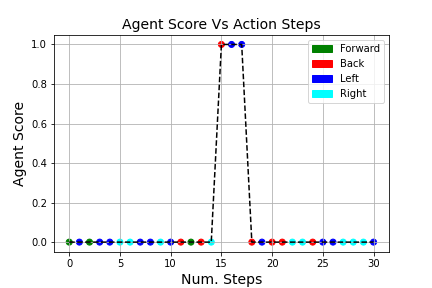 Agent Score Vs Action Steps
1.0
0.8
0.6
0.4
0.2
0.0
Agent Score
Forward
Back
Left
Right
0 5 10 15 20 25 30
Num. Steps